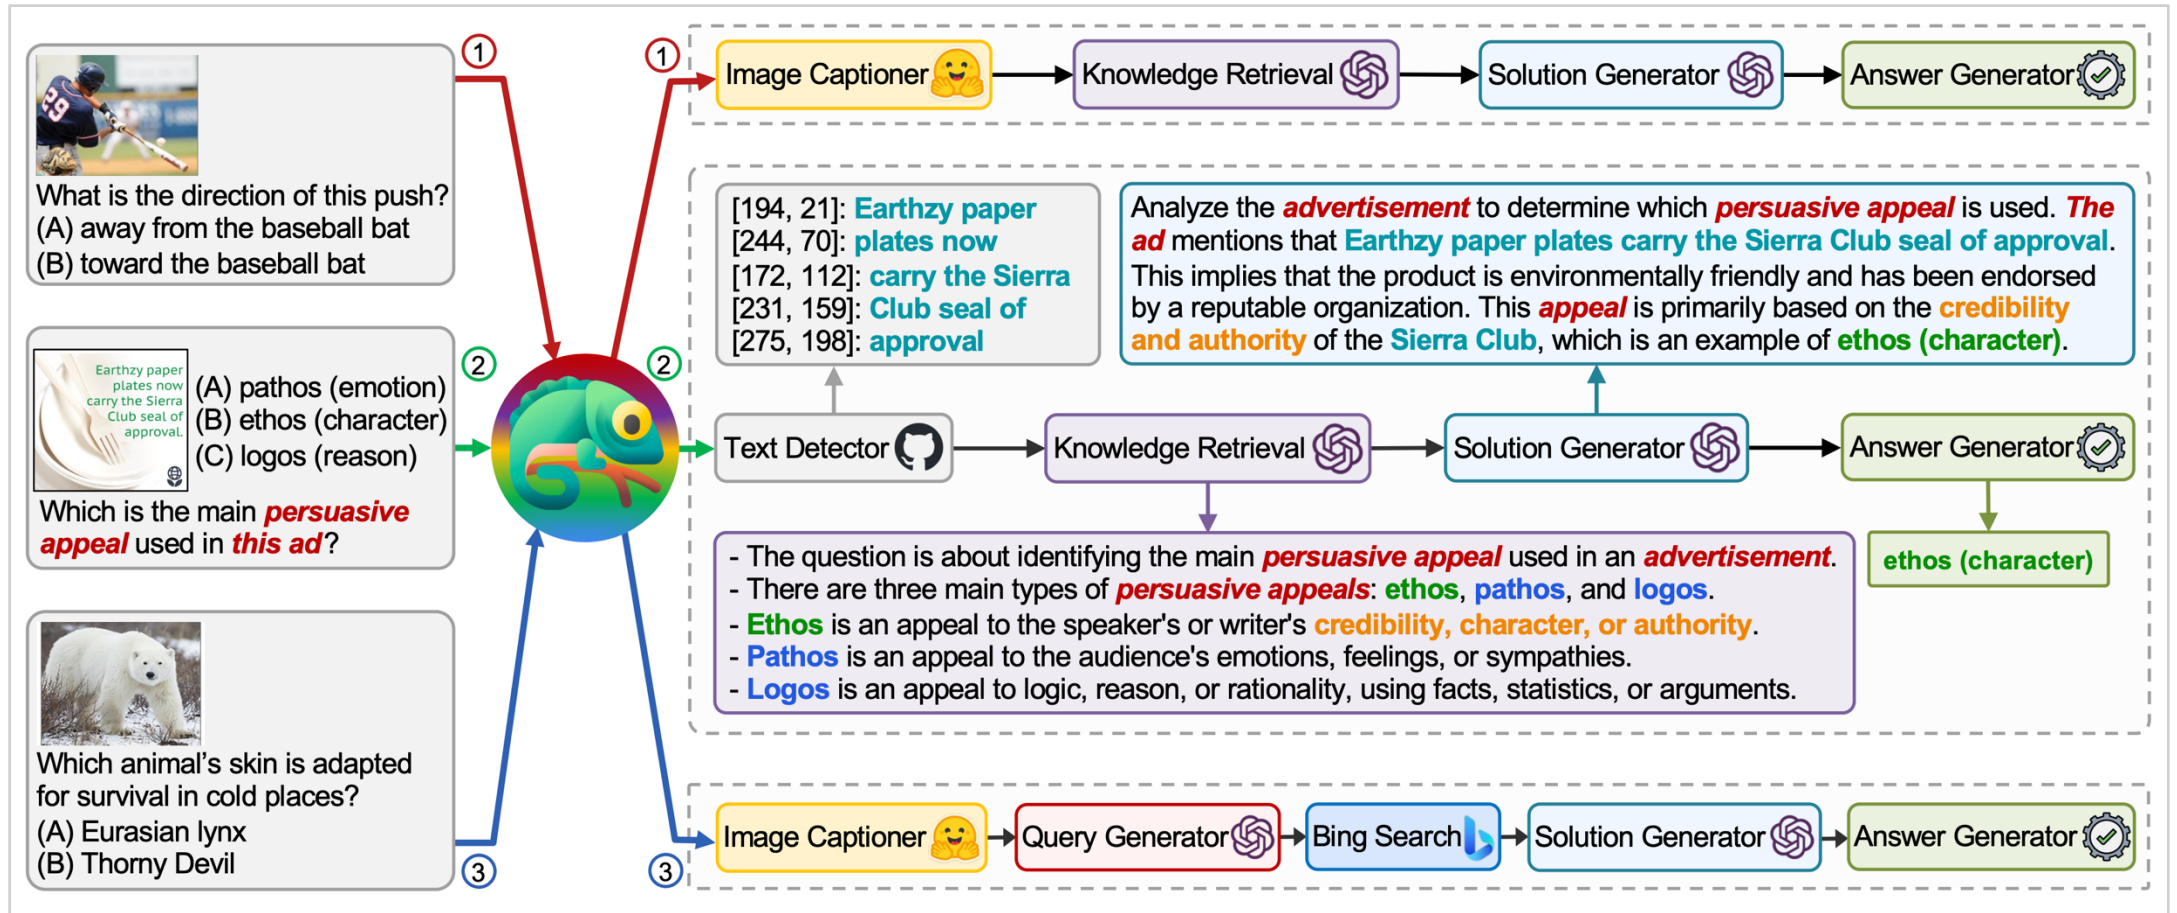 29
What is the direction of this push?
(A) away from the baseball bat
(B) toward the baseball bat
1
1
Image Captioner
Knowledge Retrieval
Solution Generator
Answer Generator
Earthzy paper
plates now
carry the Sierra
Club seal of
approval.
(A) pathos (emotion)
(B) ethos (character)
(C) logos (reason)
Which is the main persuasive
appeal used in this ad?
2
2
[194, 21]: Earthzy paper
[244, 70]: plates now
[172, 112]: carry the Sierra
[231, 159]: Club seal of
[275, 198]: approval
Analyze the advertisement to determine which persuasive appeal is used. The
ad mentions that Earthzy paper plates carry the Sierra Club seal of approval.
This implies that the product is environmentally friendly and has been endorsed
by a reputable organization. This appeal is primarily based on the credibility
and authority of the Sierra Club, which is an example of ethos (character).
Text Detector
Knowledge Retrieval
Solution Generator
Answer Generator
- The question is about identifying the main persuasive appeal used in an advertisement.
- There are three main types of persuasive appeals: ethos, pathos, and logos.
- Ethos is an appeal to the speaker's or writer's credibility, character, or authority.
- Pathos is an appeal to the audience's emotions, feelings, or sympathies.
- Logos is an appeal to logic, reason, or rationality, using facts, statistics, or arguments.
ethos (character)
Which animal’s skin is adapted
for survival in cold places?
(A) Eurasian lynx
(B) Thorny Devil
3
3
Image Captioner
Query Generator
Bing Search
Solution Generator
Answer Generator